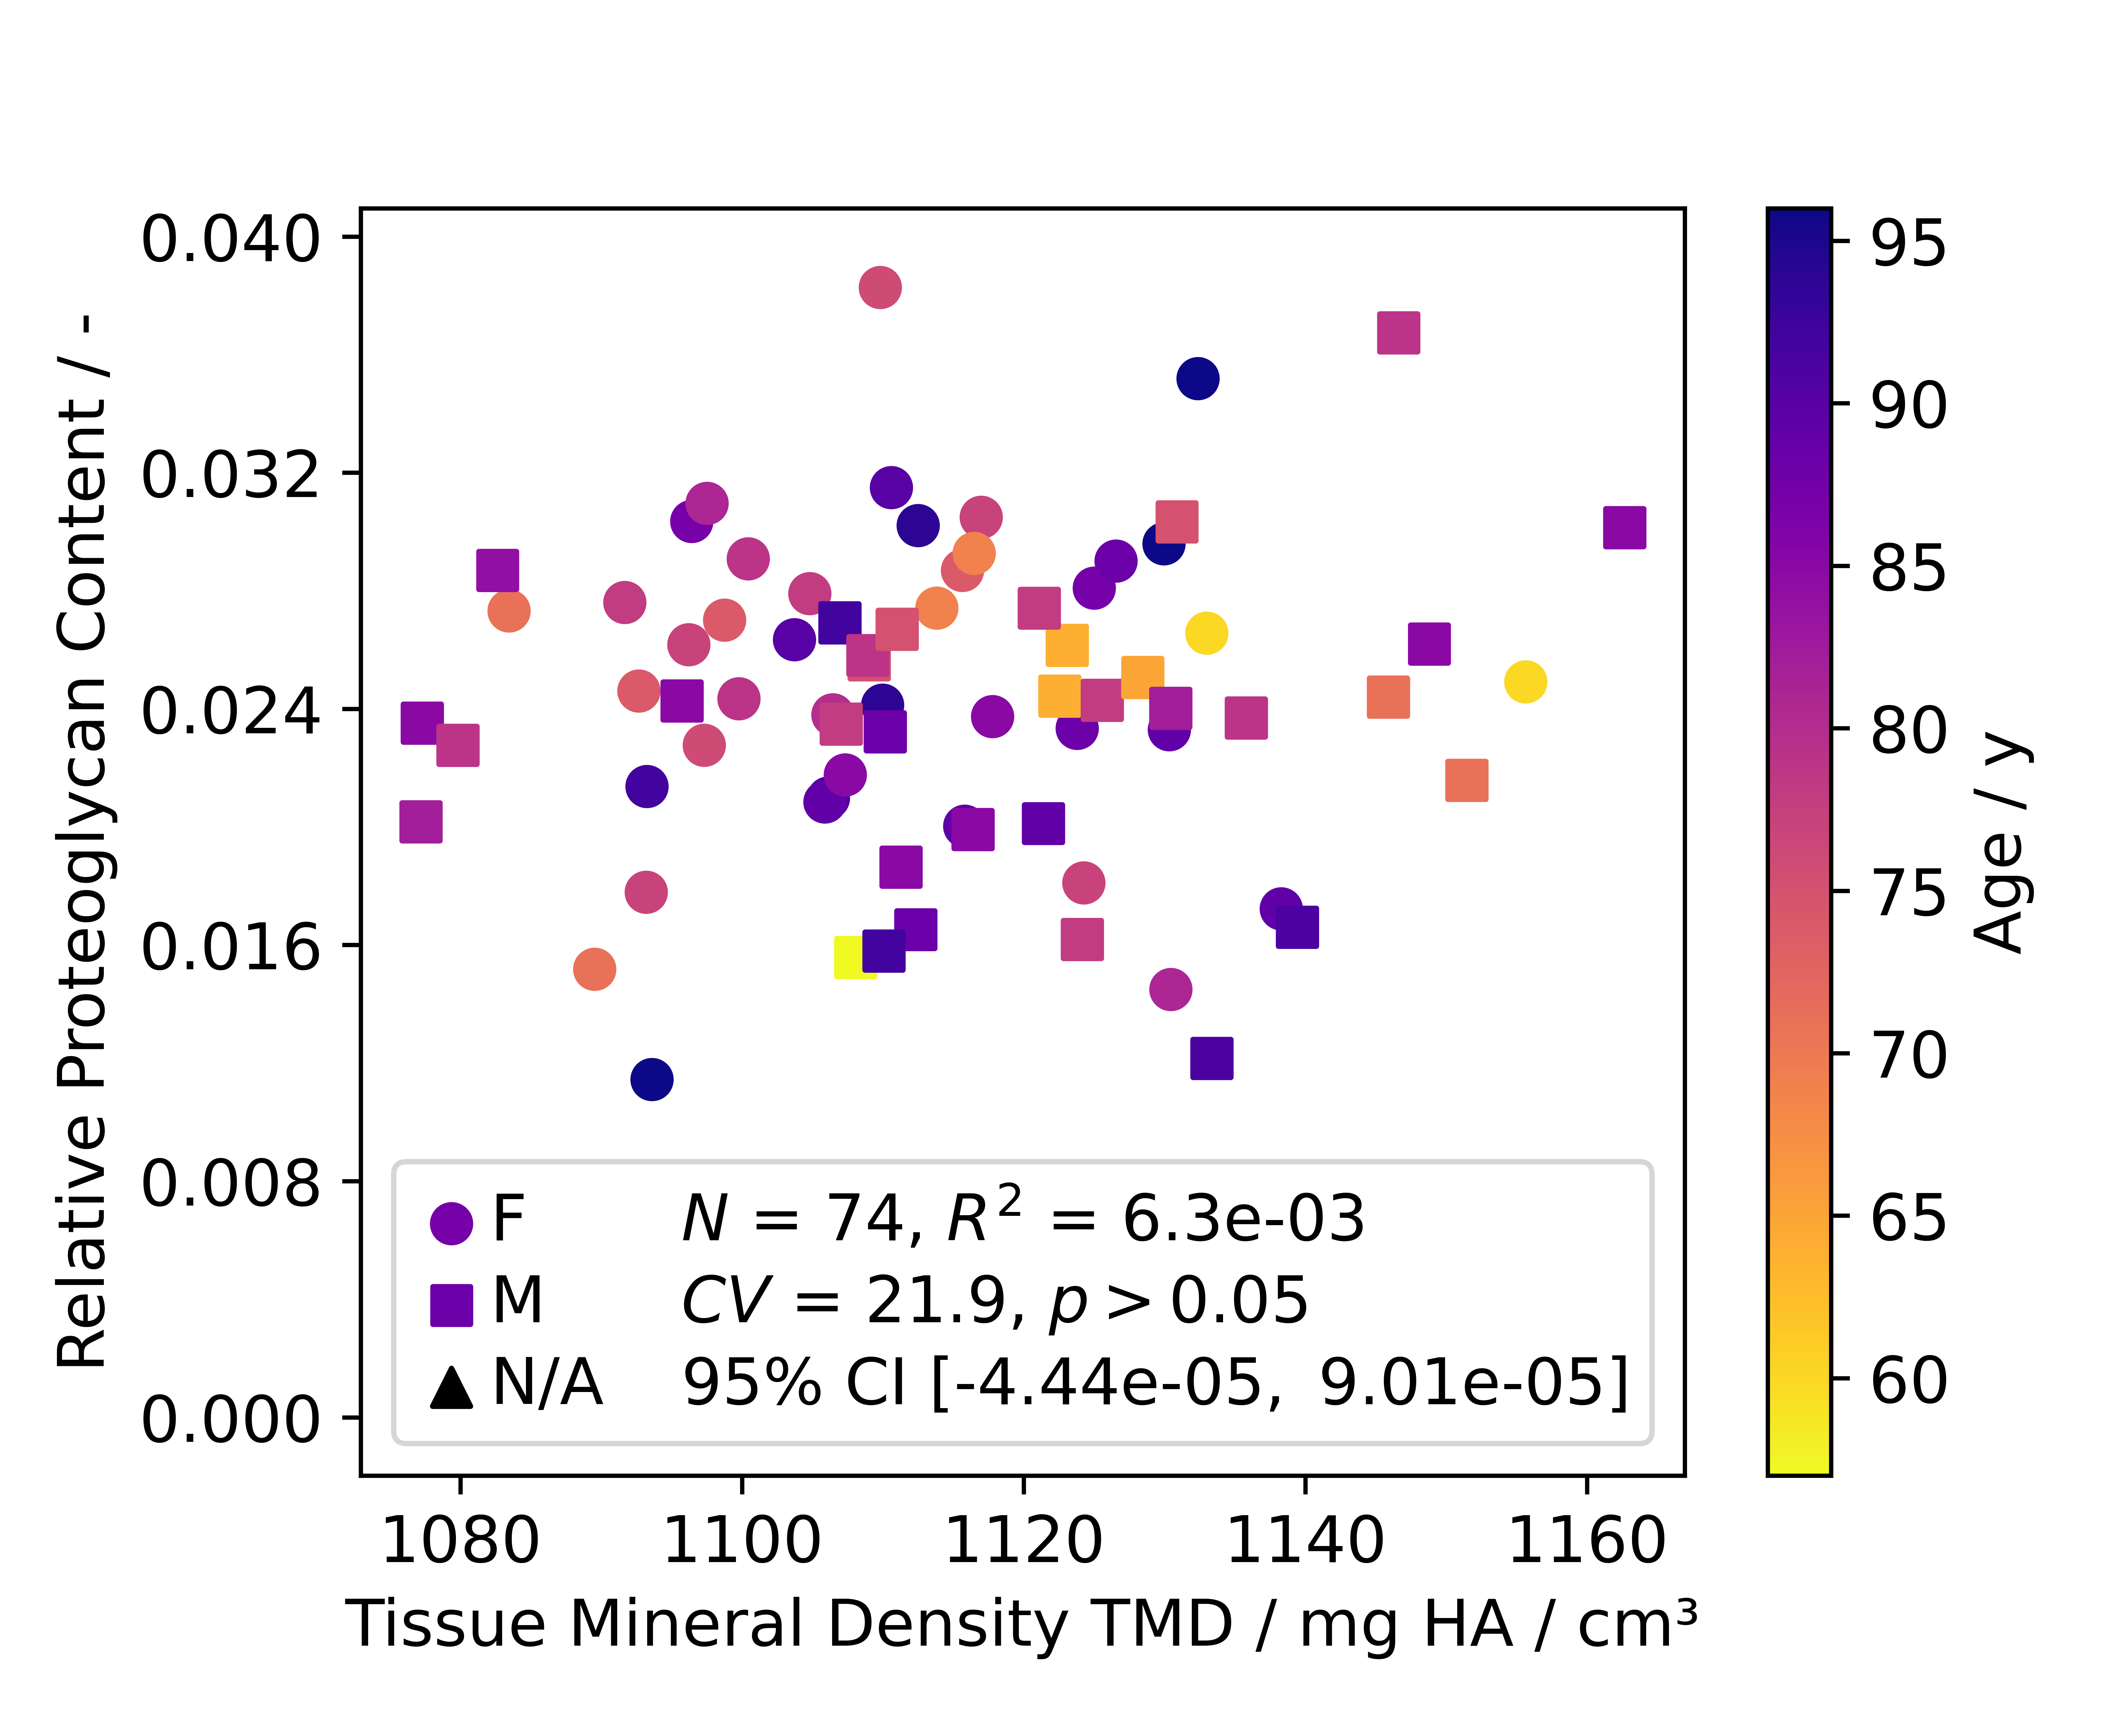 Relative Proteoglycan Content / -
0.040
0.032
0.024
0.016
0.008
0.000
F N = 74, R² = 6.3e-03
M CV = 21.9, p > 0.05
N/A 95% CI [-4.44e-05, 9.01e-05]
1080 1100 1120 1140 1160
Tissue Mineral Density TMD / mg HA / cm³
95
90
85
80
75
70
65
60
Age / y